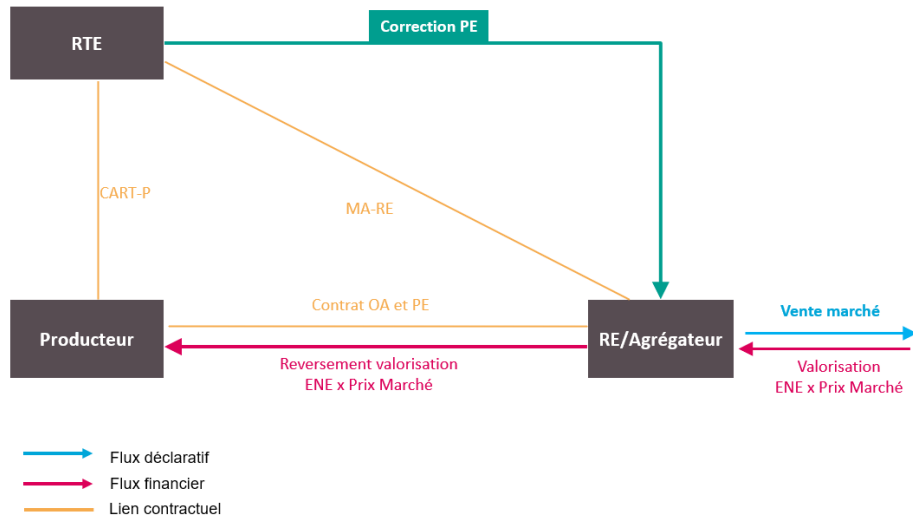 Correction PE
RTE
CART-P
MA-RE
Contrat OA et PE
Vente marché
Producteur
RE/Agrégateur
Reversement valorisation
ENE x Prix Marché
Valorisation
ENE x Prix Marché
Flux déclaratif
Flux financier
Lien contractuel